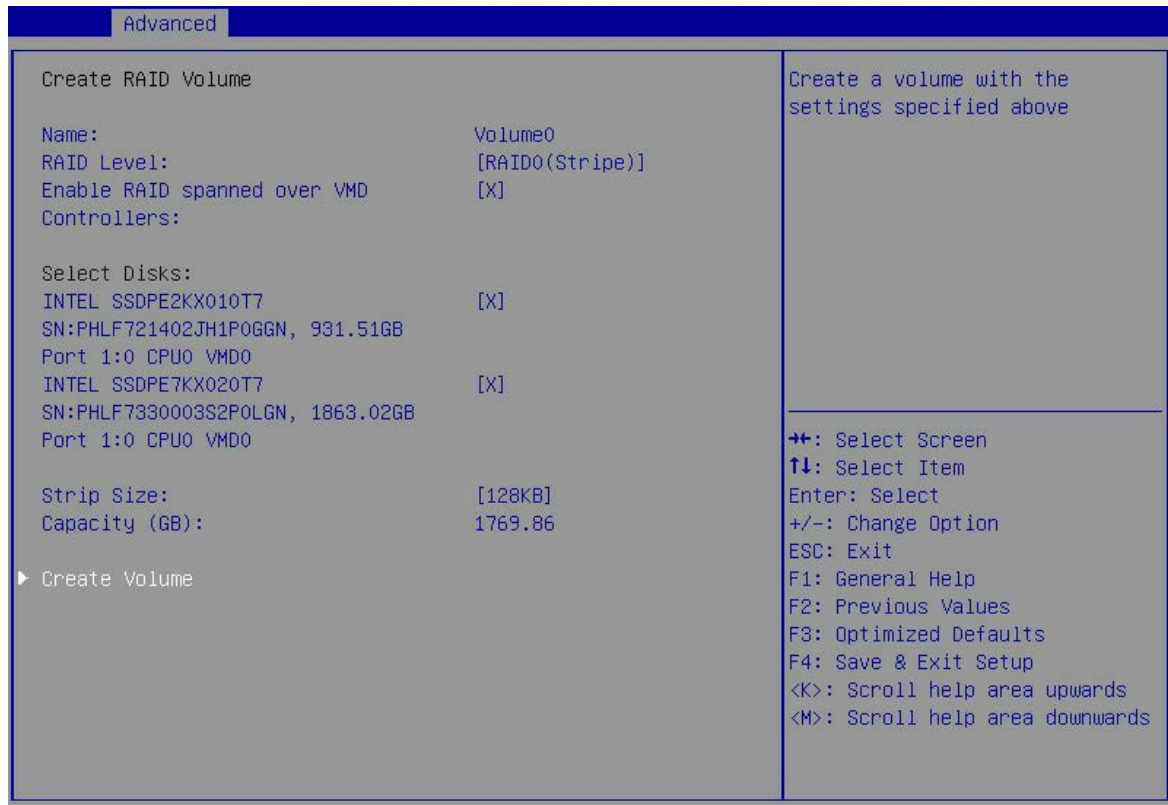 Advanced
Create RAID Volume
Name: Volume0
RAID Level: [RAID0(Stripe)]
Enable RAID spanned over VMD [X]
Controllers:
Select Disks:
INTEL SSDPE2KX010T7 [X]
SN:PHLF721402JH1P0GGN, 931.51GB
Port 1:0 CPU0 VMD0
INTEL SSDPE7KX020T7 [X]
SN:PHLF7330003S2P0LGN, 1863.02GB
Port 1:0 CPU0 VMD0
Strip Size: [128KB]
Capacity (GB): 1769.86
Create Volume
Create a volume with the
settings specified above
→←: Select Screen
↑↓: Select Item
Enter: Select
+/-: Change Option
ESC: Exit
F1: General Help
F2: Previous Values
F3: Optimized Defaults
F4: Save & Exit Setup
<K>: Scroll help area upwards
<M>: Scroll help area downwards